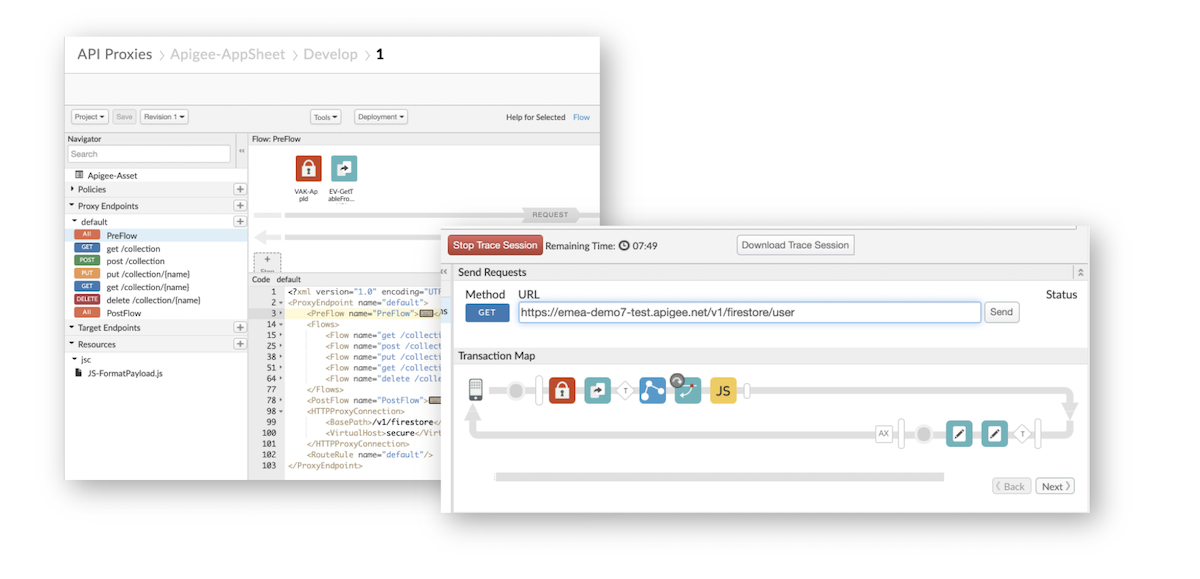 API Proxies > Apigee-AppSheet > Develop > 1
Project Save Revision 1 Tools Deployment Help for Selected Flow
Navigator
Search
Apigee-Asset
Policies
Proxy Endpoints
default
All PreFlow
GET get /collection
POST post /collection
PUT put /collection/{name}
GET get /collection/{name}
DELETE delete /collection/{name}
All PostFlow
Target Endpoints
Resources
jsc
JS-FormatPayload.js
Flow: PreFlow
VAK-Ap
pId
EV-GetT
ableFro...
REQUEST
+
Code default
1 <?xml version="1.0" encoding="UTF
2 <ProxyEndpoint name="default">
3 <PreFlow name="PreFlow"></
14 <Flows>
15 <Flow name="get /collecti
25 <Flow name="post /collect
38 <Flow name="put /collecti
51 <Flow name="get /collecti
64 <Flow name="delete /colle
77 </Flows>
78 <PostFlow name="PostFlow">
98 <HTTPProxyConnection>
99 <BasePath>/v1/firestore</
100 <VirtualHost>secure</Virt
101 </HTTPProxyConnection>
102 <RouteRule name="default"/>
103 </ProxyEndpoint>
Stop Trace Session Remaining Time: 07:49 Download Trace Session
Send Requests
Method URL Status
GET https://emea-demo7-test.apigee.net/v1/firestore/user Send
Transaction Map
T JS
AX T
Back Next